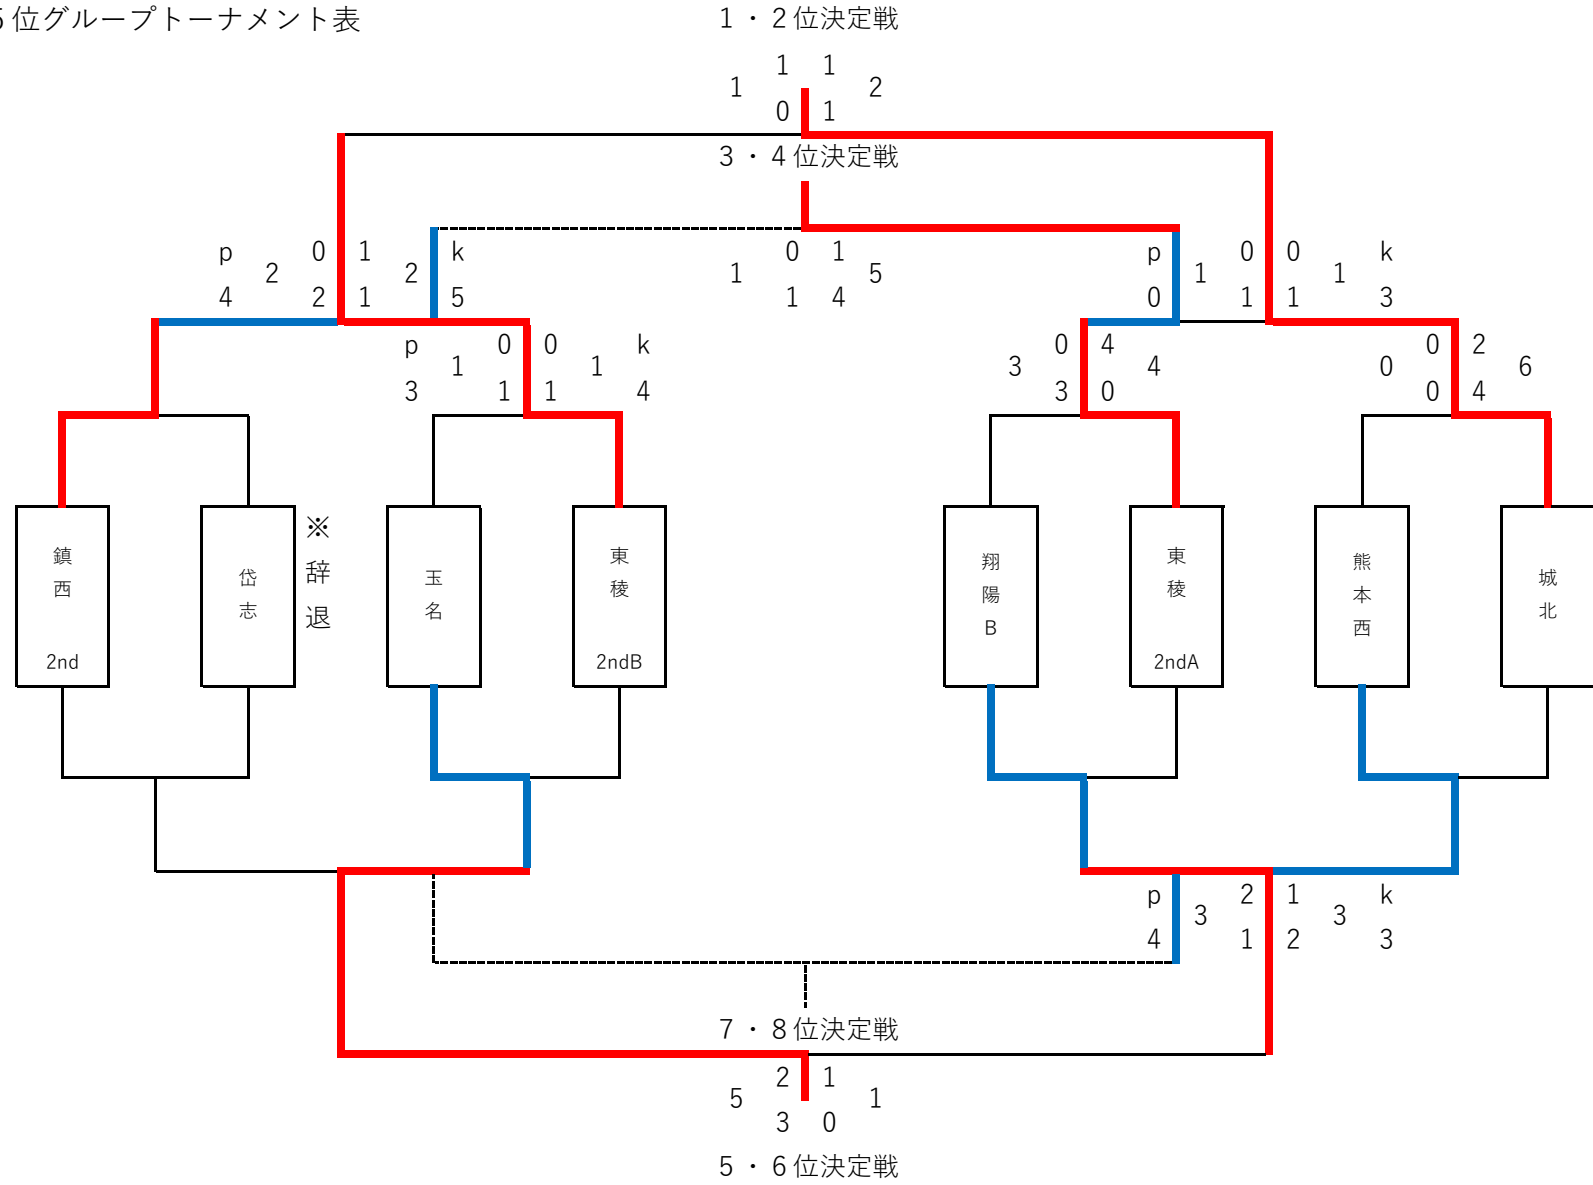 位グループトーナメント表
1・2位決定戦
1 1
1 2
0 1
3・4位決定戦
p 0 1 k
2 2
4 2 1 5
0 1
1 5
1 4
p 0 0 k
1 1
0 1 1 3
p 0 0 k
1 1
3 1 1 4
0 4
3 4
3 0
0 2
0 6
0 4
鎮西 2nd
岱志
※辞退
玉名
東稜 2ndB
翔陽B
東稜 2ndA
熊本西
城北
p 2 1 k
3 3
4 1 2 3
7・8位決定戦
2 1
5 1
3 0
5・6位決定戦